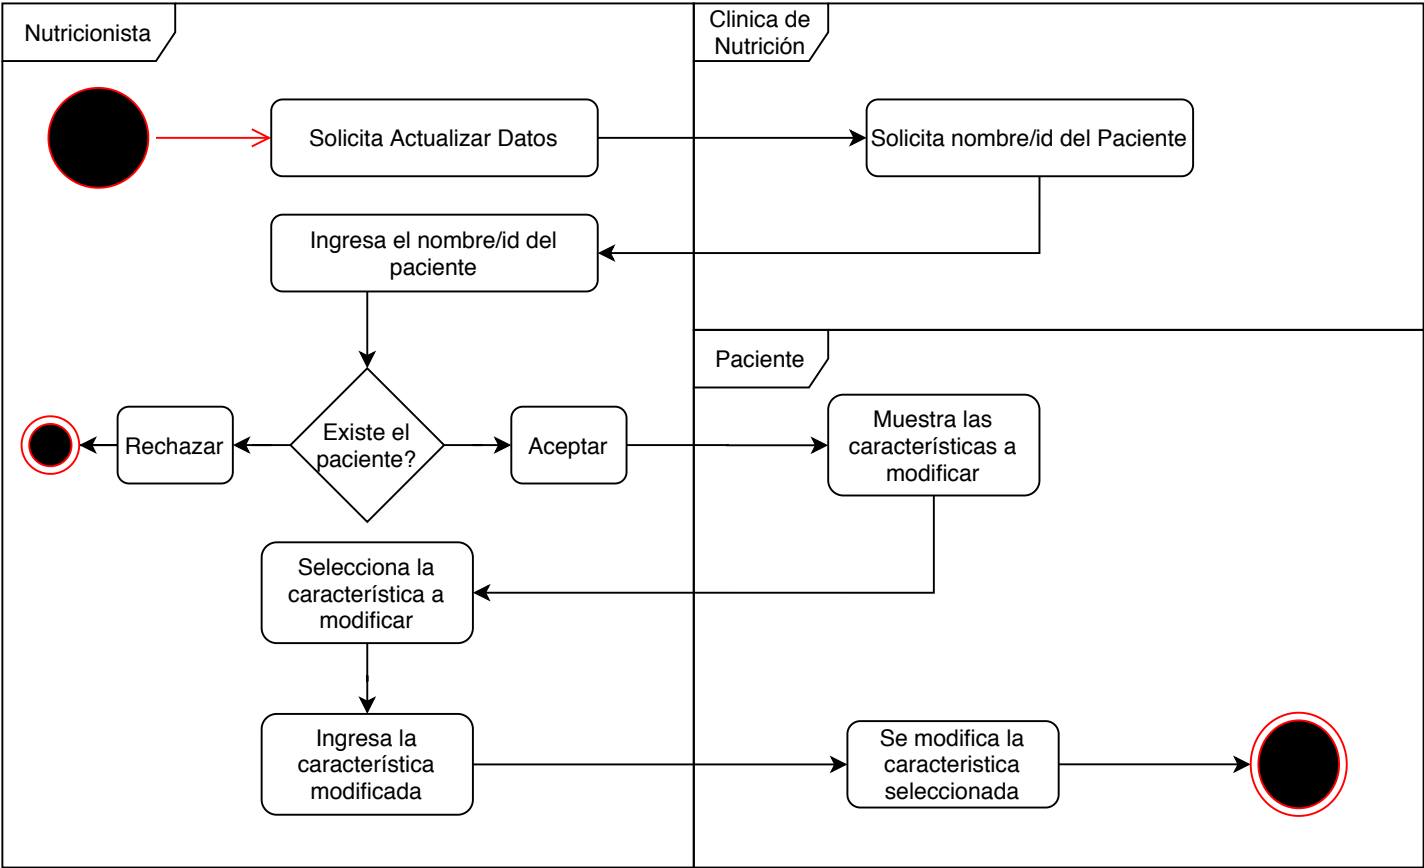 Nutricionista
Clinica de
Nutrición
Solicita Actualizar Datos
Solicita nombre/id del Paciente
Ingresa el nombre/id del
paciente
Paciente
Existe el
paciente?
Rechazar
Aceptar
Muestra las
características a
modificar
Selecciona la
característica a
modificar
Ingresa la
característica
modificada
Se modifica la
caracteristica
seleccionada